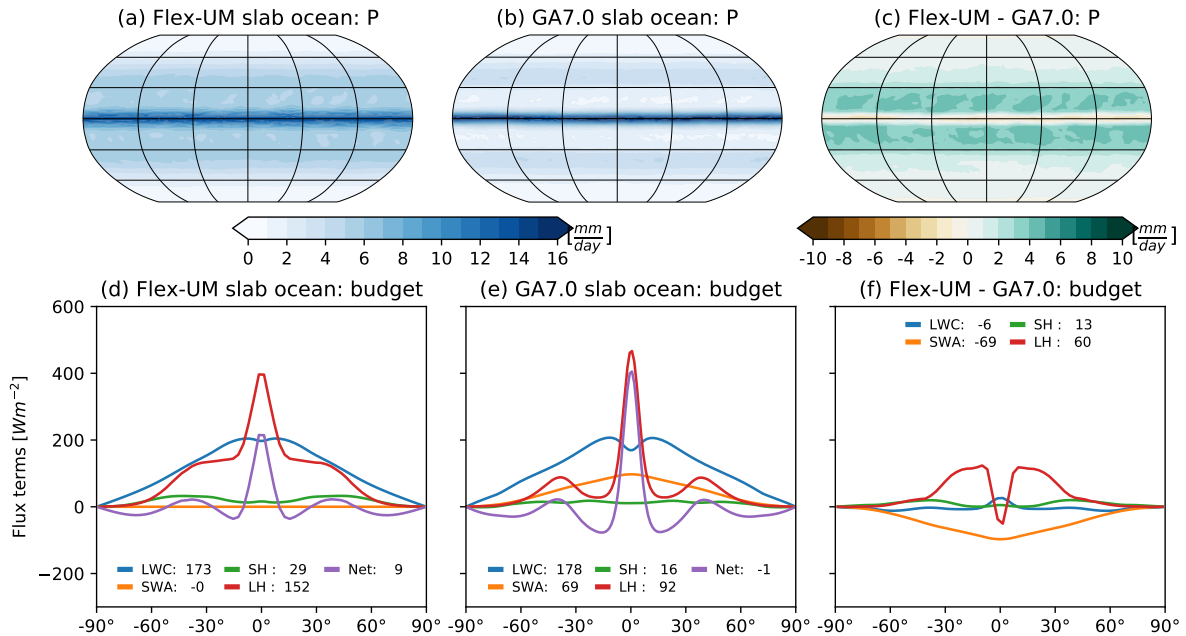 (a) Flex-UM slab ocean: P
(b) GA7.0 slab ocean: P
(c) Flex-UM - GA7.0: P
0 2 4 6 8 10 12 14 16 [mm/day]
-10 -8 -6 -4 -2 0 2 4 6 8 10 [mm/day]
(d) Flex-UM slab ocean: budget
(e) GA7.0 slab ocean: budget
(f) Flex-UM - GA7.0: budget
Flux terms [Wm⁻²]
600
400
200
0
−200
LWC: 173 SH : 29 Net: 9
SWA: -0 LH : 152
LWC: 178 SH : 16 Net: -1
SWA: 69 LH : 92
LWC: -6 SH : 13
SWA: -69 LH : 60
-90° -60° -30° 0° 30° 60° 90°
-90° -60° -30° 0° 30° 60° 90°
-90° -60° -30° 0° 30° 60° 90°